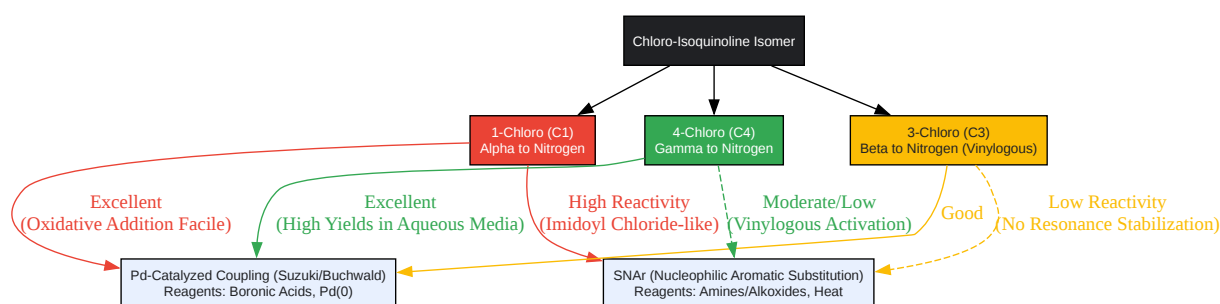 Chloro-Isoquinoline Isomer
1-Chloro (C1)
Alpha to Nitrogen
4-Chloro (C4)
Gamma to Nitrogen
3-Chloro (C3)
Beta to Nitrogen (Vinylogous)
Excellent
(Oxidative Addition Facile)
Excellent
(High Yields in Aqueous Media)
High Reactivity
(Imidoyl Chloride-like)
Moderate/Low
(Vinylogous Activation)
Good
Low Reactivity
(No Resonance Stabilization)
Pd-Catalyzed Coupling (Suzuki/Buchwald)
Reagents: Boronic Acids, Pd(0)
SNAr (Nucleophilic Aromatic Substitution)
Reagents: Amines/Alkoxides, Heat